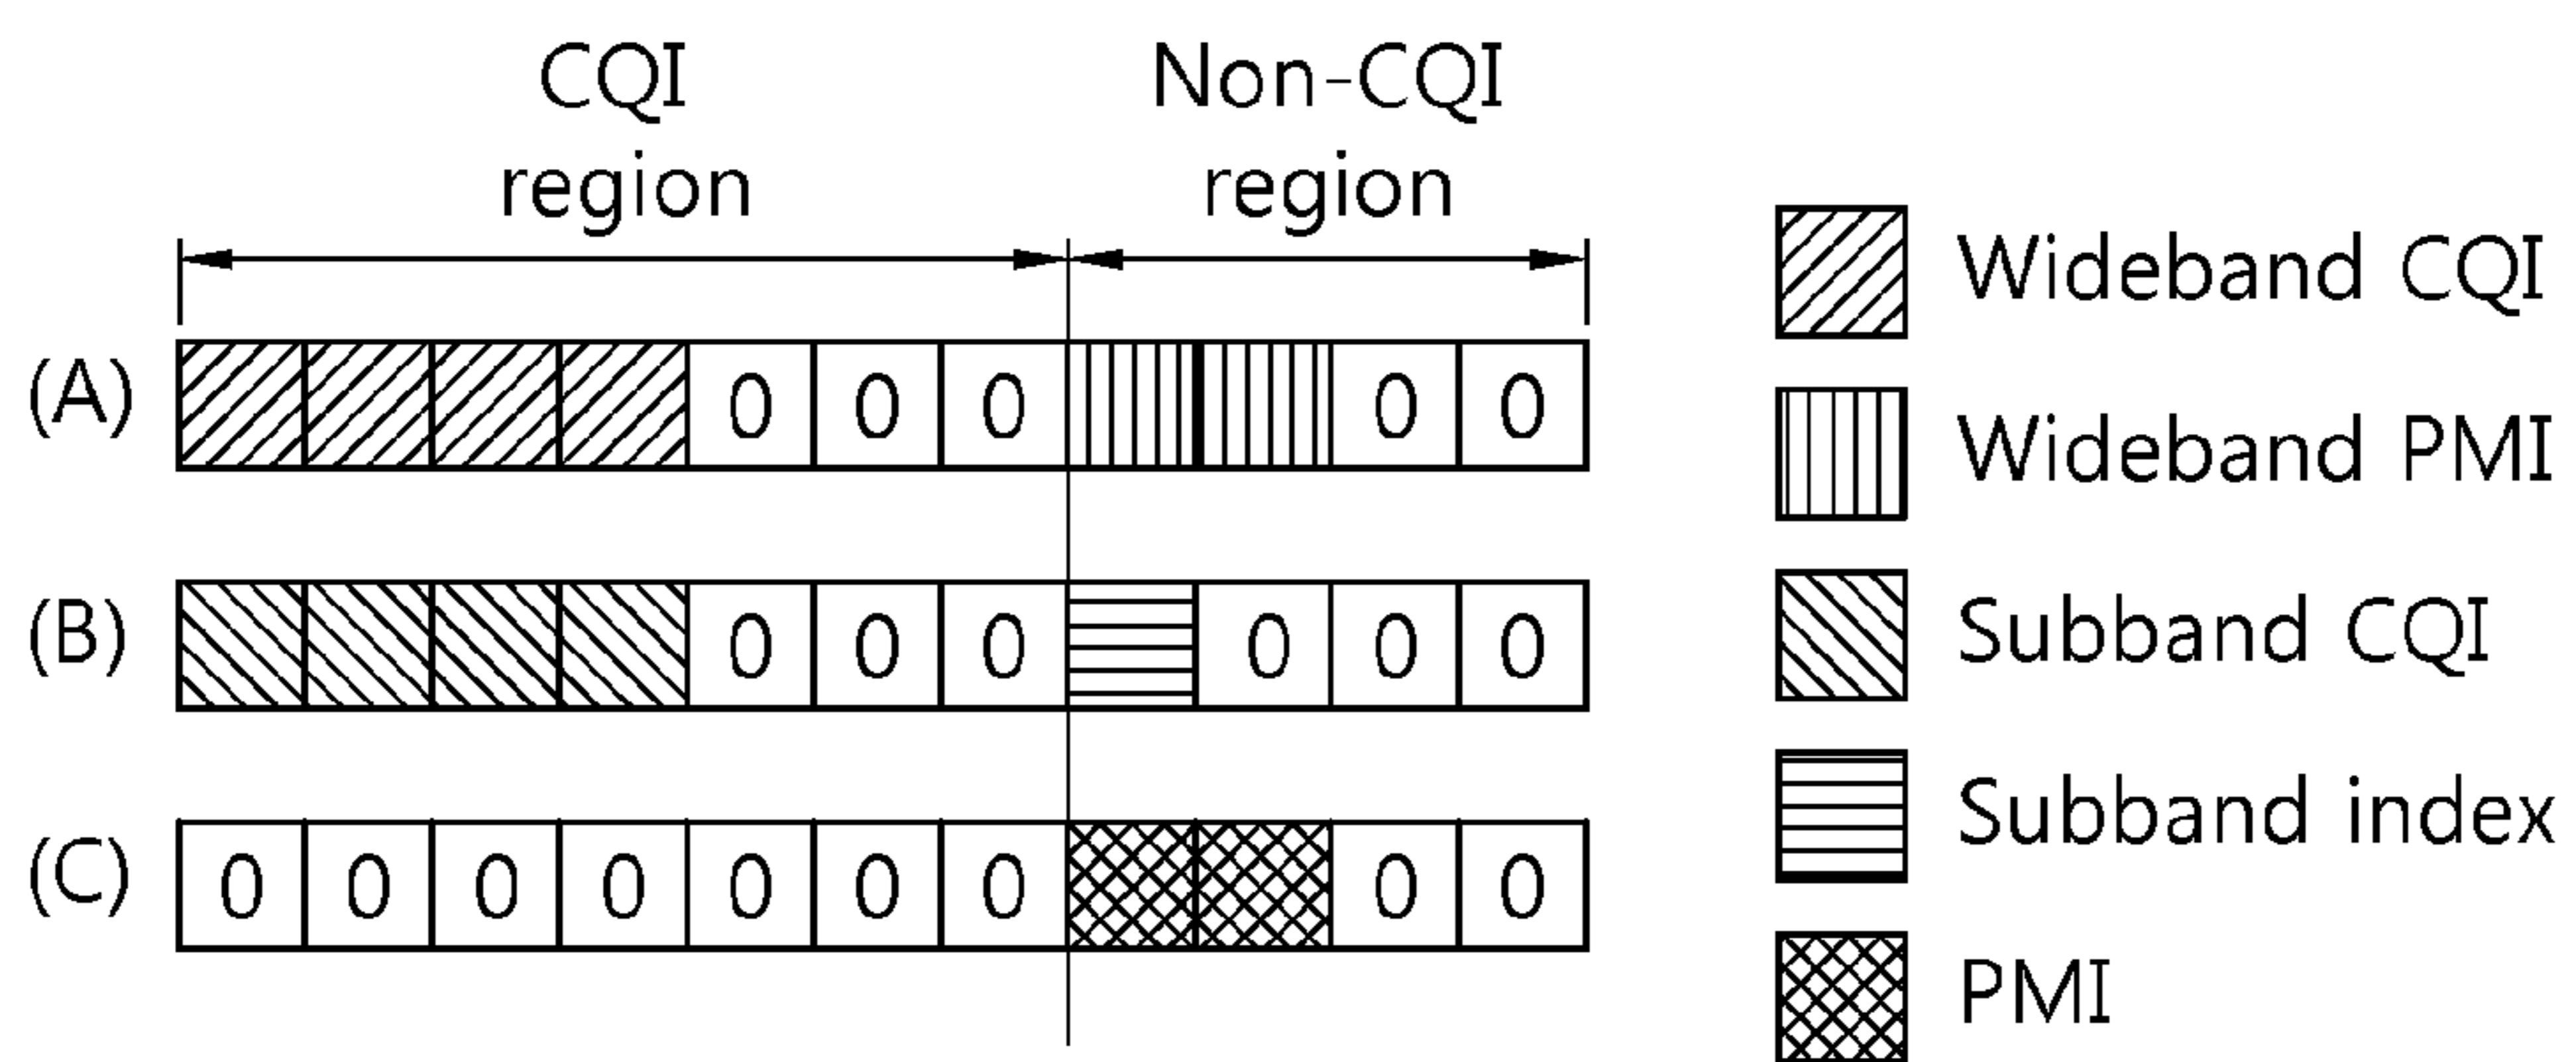 CQI
region
Non-CQI
region
(A) 0 0 0 0 0
(B) 0 0 0 0 0 0
(C) 0 0 0 0 0 0 0 0 0
Wideband CQI
Wideband PMI
Subband CQI
Subband index
PMI